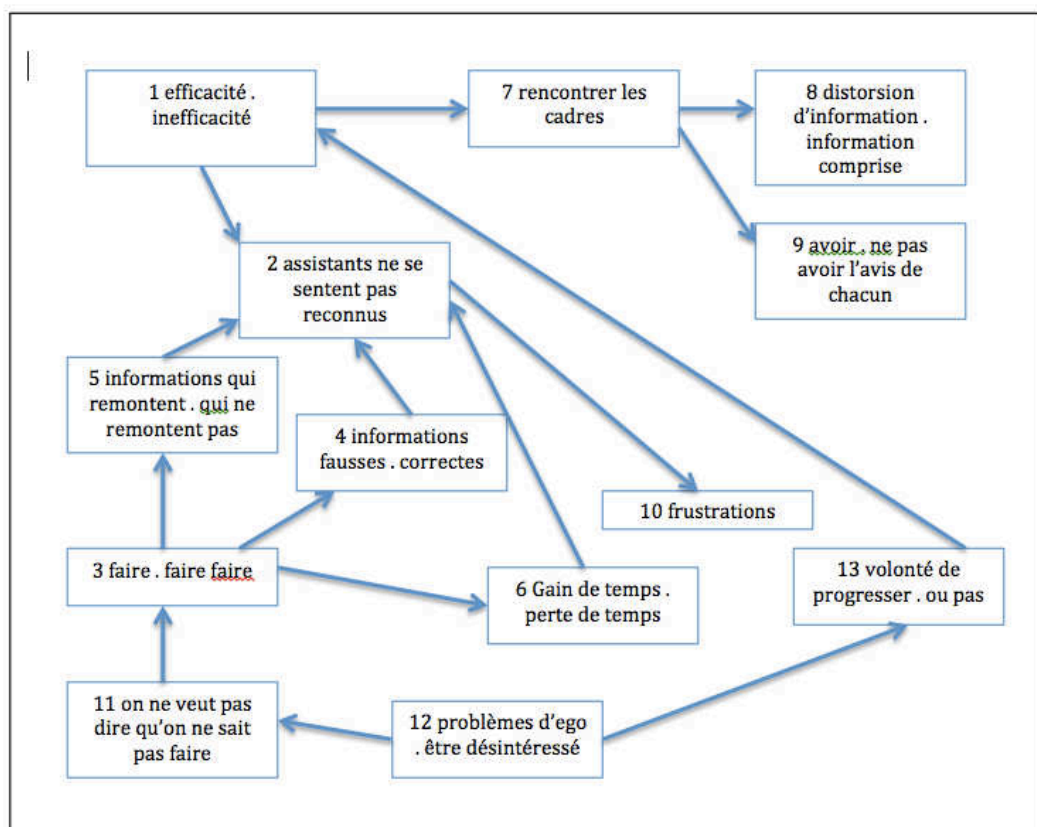 1 efficacité .
inefficacité
7 rencontrer les
cadres
8 distorsion
d'information .
information
comprise
9 avoir . ne pas
avoir l'avis de
chacun
2 assistants ne se
sentent pas
reconnus
5 informations qui
remontent . qui ne
remontent pas
4 informations
fausses . correctes
10 frustrations
3 faire . faire faire
6 Gain de temps .
perte de temps
13 volonté de
progresser . ou pas
11 on ne veut pas
dire qu'on ne sait
pas faire
12 problèmes d'ego
. être désintéressé